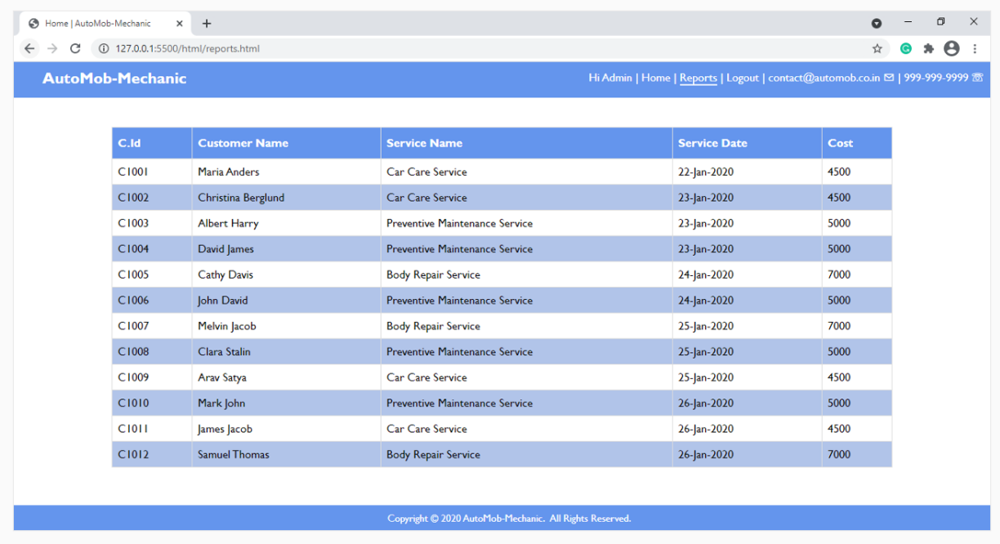 Home | AutoMob-Mechanic
127.0.0.1:5500/html/reports.html
AutoMob-Mechanic Hi Admin | Home | Reports | Logout | contact@automob.co.in ✉ | 999-999-9999 ☏
C.Id Customer Name Service Name Service Date Cost
C1001 Maria Anders Car Care Service 22-Jan-2020 4500
C1002 Christina Berglund Car Care Service 23-Jan-2020 4500
C1003 Albert Harry Preventive Maintenance Service 23-Jan-2020 5000
C1004 David James Preventive Maintenance Service 23-Jan-2020 5000
C1005 Cathy Davis Body Repair Service 24-Jan-2020 7000
C1006 John David Preventive Maintenance Service 24-Jan-2020 5000
C1007 Melvin Jacob Body Repair Service 25-Jan-2020 7000
C1008 Clara Stalin Preventive Maintenance Service 25-Jan-2020 5000
C1009 Arav Satya Car Care Service 25-Jan-2020 4500
C1010 Mark John Preventive Maintenance Service 26-Jan-2020 5000
C1011 James Jacob Car Care Service 26-Jan-2020 4500
C1012 Samuel Thomas Body Repair Service 26-Jan-2020 7000
Copyright © 2020 AutoMob-Mechanic. All Rights Reserved.